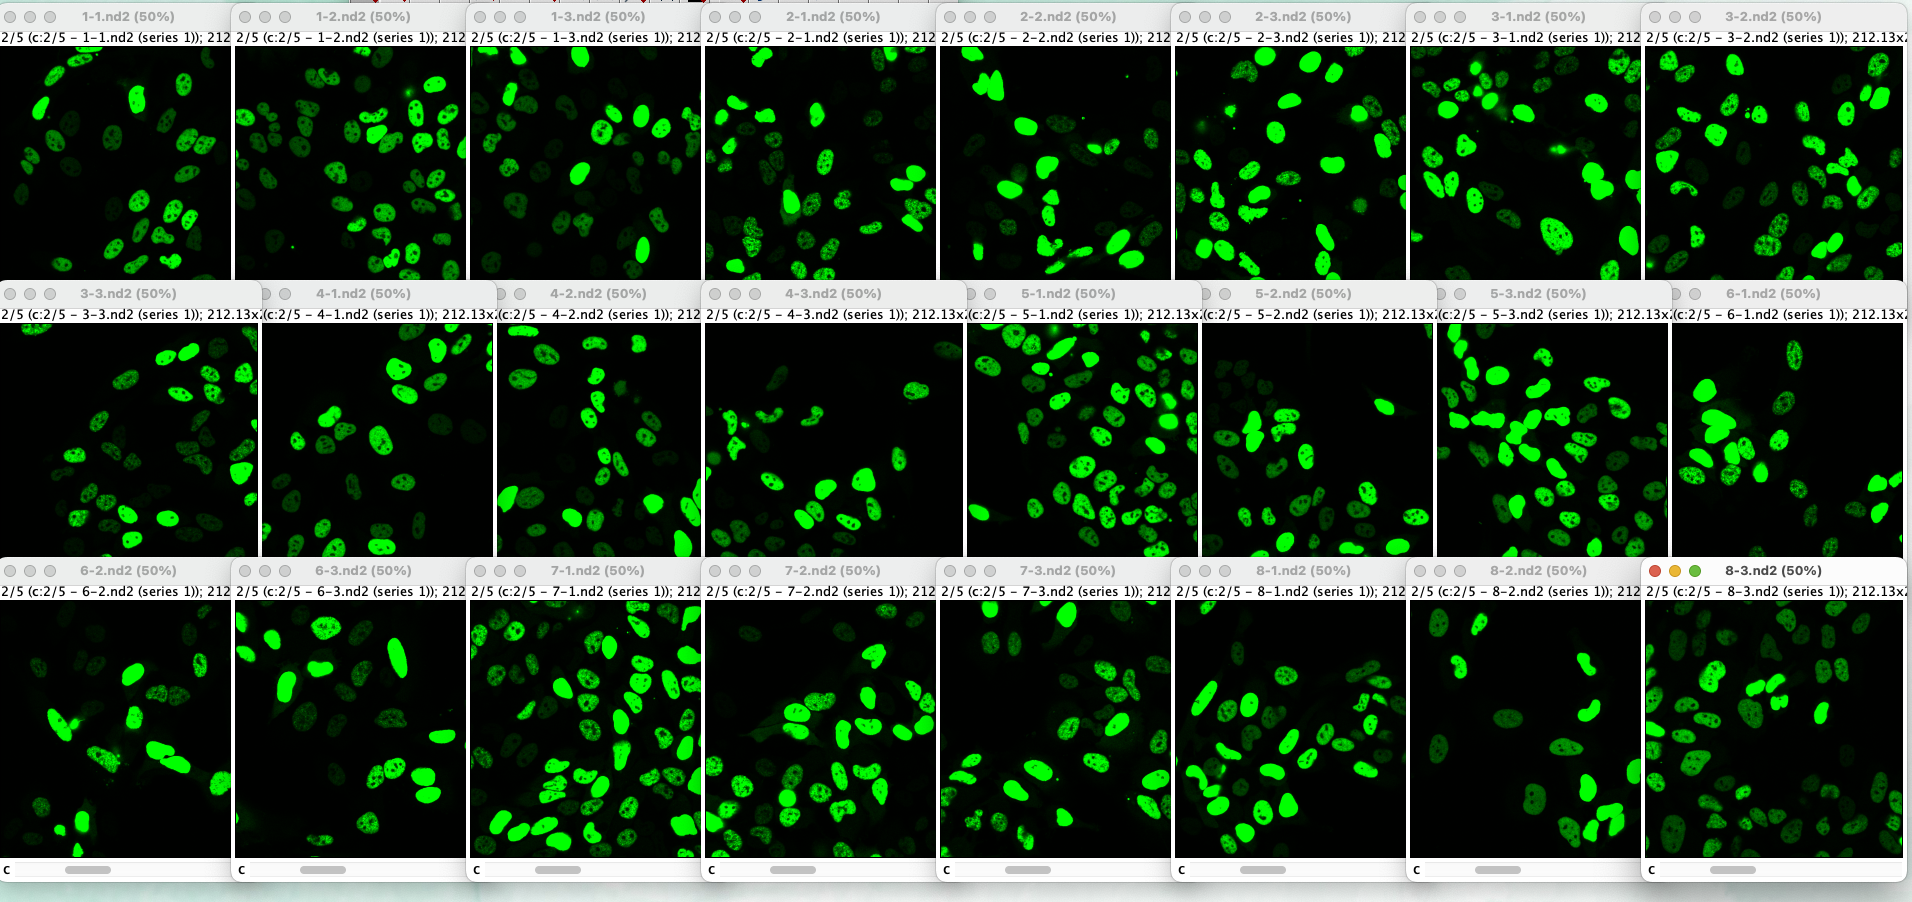 1-1.nd2 (50%)
1-2.nd2 (50%)
1-3.nd2 (50%)
2-1.nd2 (50%)
2-2.nd2 (50%)
2-3.nd2 (50%)
3-1.nd2 (50%)
3-2.nd2 (50%)
2/5 (c:2/5 - 1-1.nd2 (series 1)); 212
2/5 (c:2/5 - 1-2.nd2 (series 1)); 212
2/5 (c:2/5 - 1-3.nd2 (series 1)); 212
2/5 (c:2/5 - 2-1.nd2 (series 1)); 212
2/5 (c:2/5 - 2-2.nd2 (series 1)); 212
2/5 (c:2/5 - 2-3.nd2 (series 1)); 212
2/5 (c:2/5 - 3-1.nd2 (series 1)); 212
2/5 (c:2/5 - 3-2.nd2 (series 1)); 212.13x
3-3.nd2 (50%)
4-1.nd2 (50%)
4-2.nd2 (50%)
4-3.nd2 (50%)
5-1.nd2 (50%)
5-2.nd2 (50%)
5-3.nd2 (50%)
6-1.nd2 (50%)
2/5 (c:2/5 - 3-3.nd2 (series 1)); 212.13x
(c:2/5 - 4-1.nd2 (series 1)); 212.13x
(c:2/5 - 4-2.nd2 (series 1)); 212
2/5 (c:2/5 - 4-3.nd2 (series 1)); 212.13x
(c:2/5 - 5-1.nd2 (series 1)); 212.13x
(c:2/5 - 5-2.nd2 (series 1)); 212.13x
(c:2/5 - 5-3.nd2 (series 1)); 212.13x
(c:2/5 - 6-1.nd2 (series 1)); 212.13x
6-2.nd2 (50%)
6-3.nd2 (50%)
7-1.nd2 (50%)
7-2.nd2 (50%)
7-3.nd2 (50%)
8-1.nd2 (50%)
8-2.nd2 (50%)
8-3.nd2 (50%)
2/5 (c:2/5 - 6-2.nd2 (series 1)); 212
2/5 (c:2/5 - 6-3.nd2 (series 1)); 212
2/5 (c:2/5 - 7-1.nd2 (series 1)); 212
2/5 (c:2/5 - 7-2.nd2 (series 1)); 212
2/5 (c:2/5 - 7-3.nd2 (series 1)); 212
2/5 (c:2/5 - 8-1.nd2 (series 1)); 212
2/5 (c:2/5 - 8-2.nd2 (series 1)); 212
2/5 (c:2/5 - 8-3.nd2 (series 1)); 212.13x
c
c
c
c
c
c
c
c